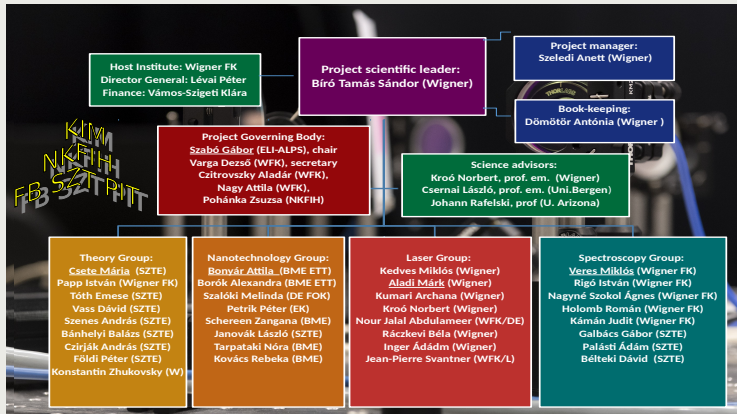 Host Institute: Wigner FK
Director General: Lévai Péter
Finance: Vámos-Szigeti Klára
Project scientific leader:
Bíró Tamás Sándor (Wigner)
Project manager:
Szeledi Anett (Wigner)
Book-keeping:
Dömötör Antónia (Wigner )
KIM
NKFIH
FB SZT PIT
Project Governing Body:
Szabó Gábor (ELI-ALPS), chair
Varga Dezső (WFK), secretary
Czitrovszky Aladár (WFK),
Nagy Attila (WFK),
Pohánka Zsuzsa (NKFIH)
Science advisors:
Kroó Norbert, prof. em. (Wigner)
Csernai László, prof. em. (Uni.Bergen)
Johann Rafelski, prof (U. Arizona)
Theory Group:
Csete Mária (SZTE)
Papp István (Wigner FK)
Tóth Emese (SZTE)
Vass Dávid (SZTE)
Szenes András (SZTE)
Bánhelyi Balázs (SZTE)
Czirják András (SZTE)
Földi Péter (SZTE)
Konstantin Zhukovsky (W)
Nanotechnology Group:
Bonyár Attila (BME ETT)
Borók Alexandra (BME ETT)
Szalóki Melinda (DE FOK)
Petrik Péter (EK)
Schereen Zangana (BME)
Janovák László (SZTE)
Tarpataki Nóra (BME)
Kovács Rebeka (BME)
Laser Group:
Kedves Miklós (Wigner)
Aladi Márk (Wigner)
Kumari Archana (Wigner)
Kroó Norbert (Wigner)
Nour Jalal Abdulameer (WFK/DE)
Ráczkevi Béla (Wigner)
Inger Ádádm (Wigner)
Jean-Pierre Svantner (WFK/L)
Spectroscopy Group:
Veres Miklós (Wigner FK)
Rigó István (Wigner FK)
Nagyné Szokol Ágnes (Wigner FK)
Holomb Román (Wigner FK)
Kámán Judit (Wigner FK)
Galbács Gábor (SZTE)
Palásti Ádám (SZTE)
Bélteki Dávid (SZTE)